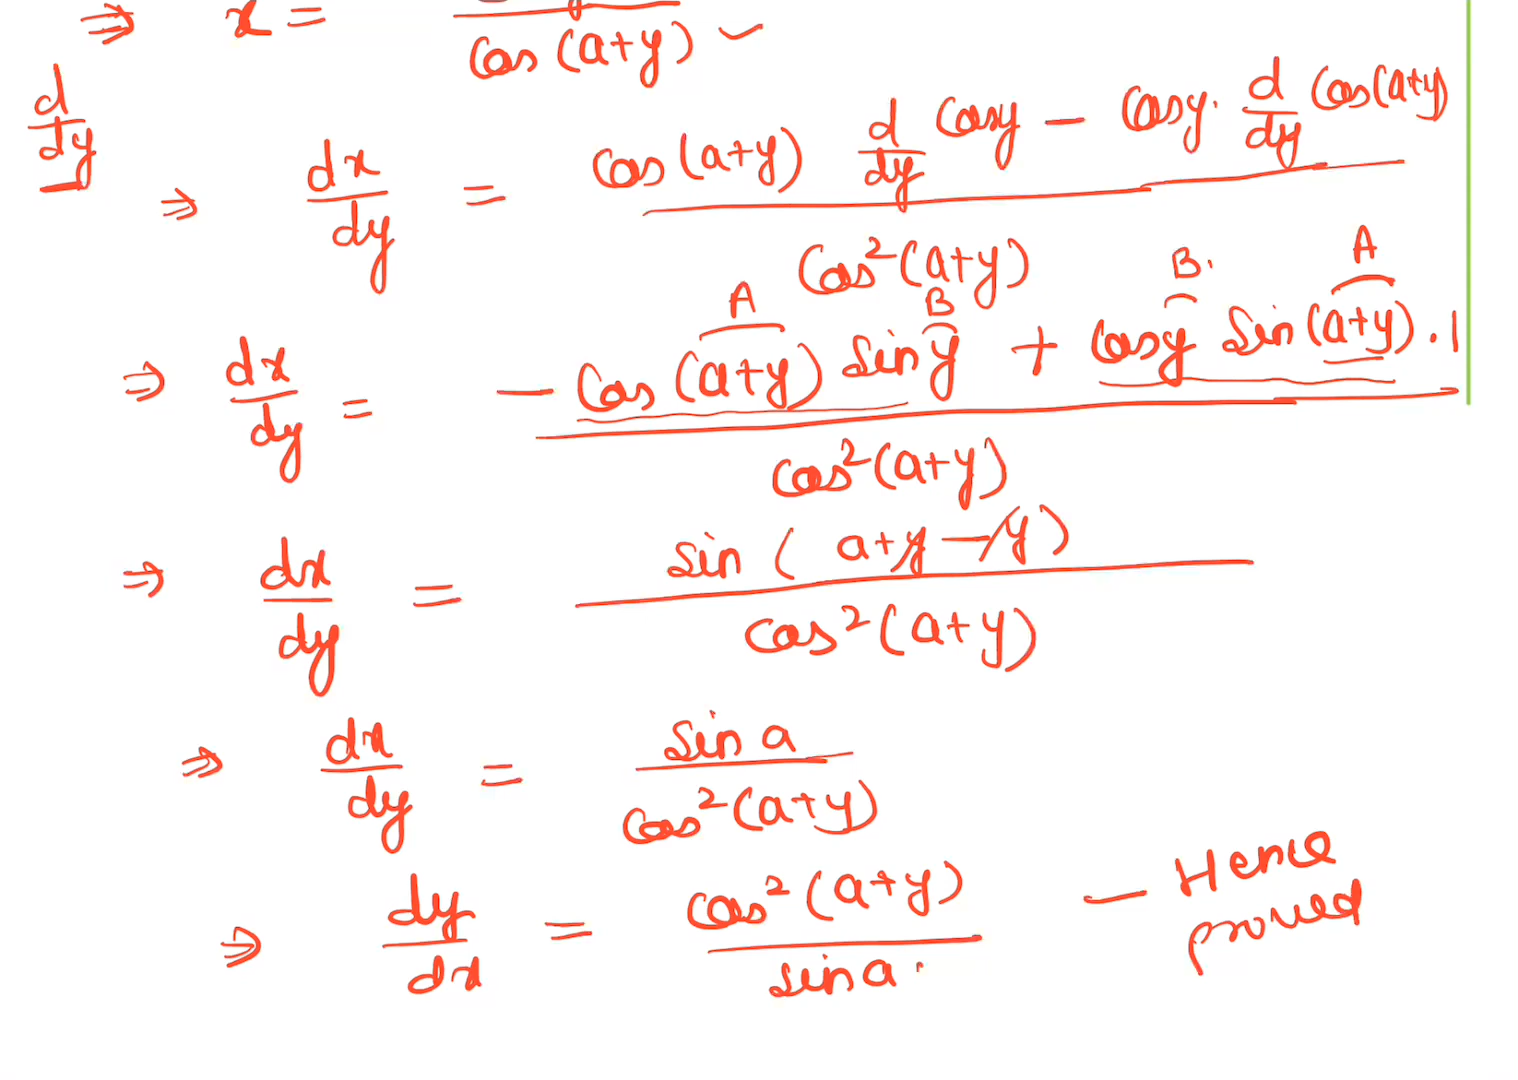 ⇒ x = / cos (a+y)
d/dy
⇒ dx/dy = (cos (a+y) d/dy cosy − cosy. d/dy cos(a+y)) / cos²(a+y)
A B B. A
⇒ dx/dy = (− cos (a+y) sin y + cosy sin (a+y) . 1) / cos²(a+y)
⇒ dx/dy = sin ( a+y − y) / cos²(a+y)
⇒ dx/dy = sin a / cos²(a+y)
⇒ dy/dx = cos² (a+y) / sin a. — Hence proved